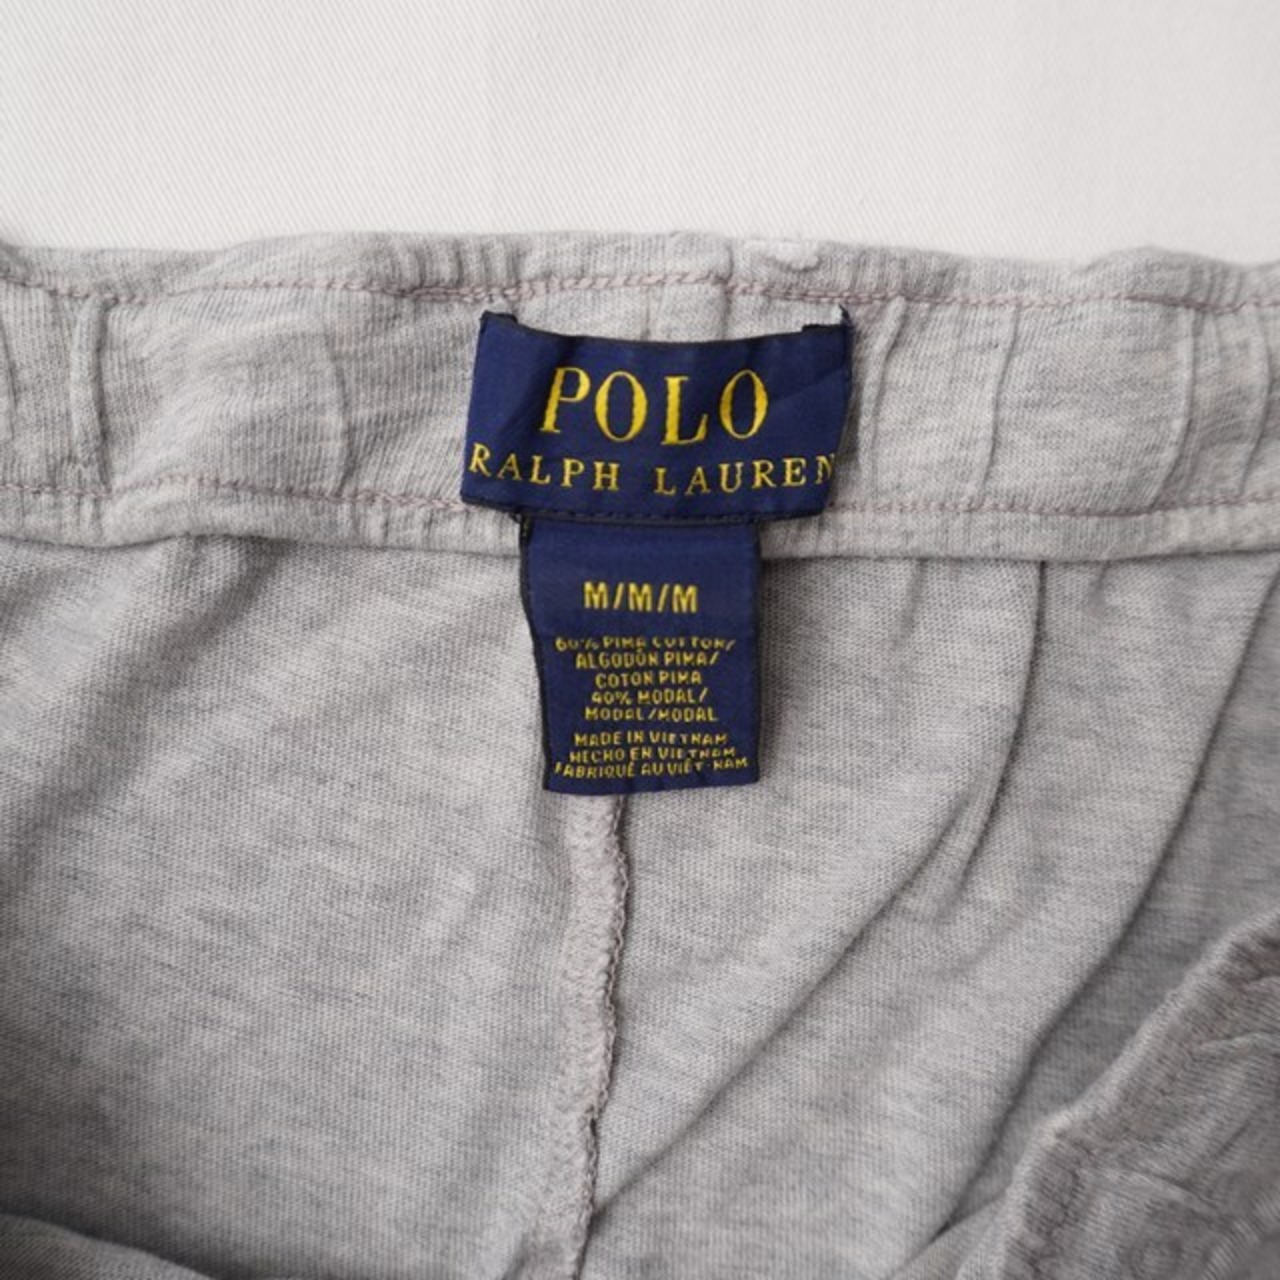 POLO
RALPH LAUREN
M/M/M
60% PIMA COTTON/
ALGODÓN PIMA/
COTON PIMA
40% MODAL/
MODAL/MODAL
MADE IN VIETNAM
HECHO EN VIETNAM
FABRIQUÉ AU VIÊT-NAM